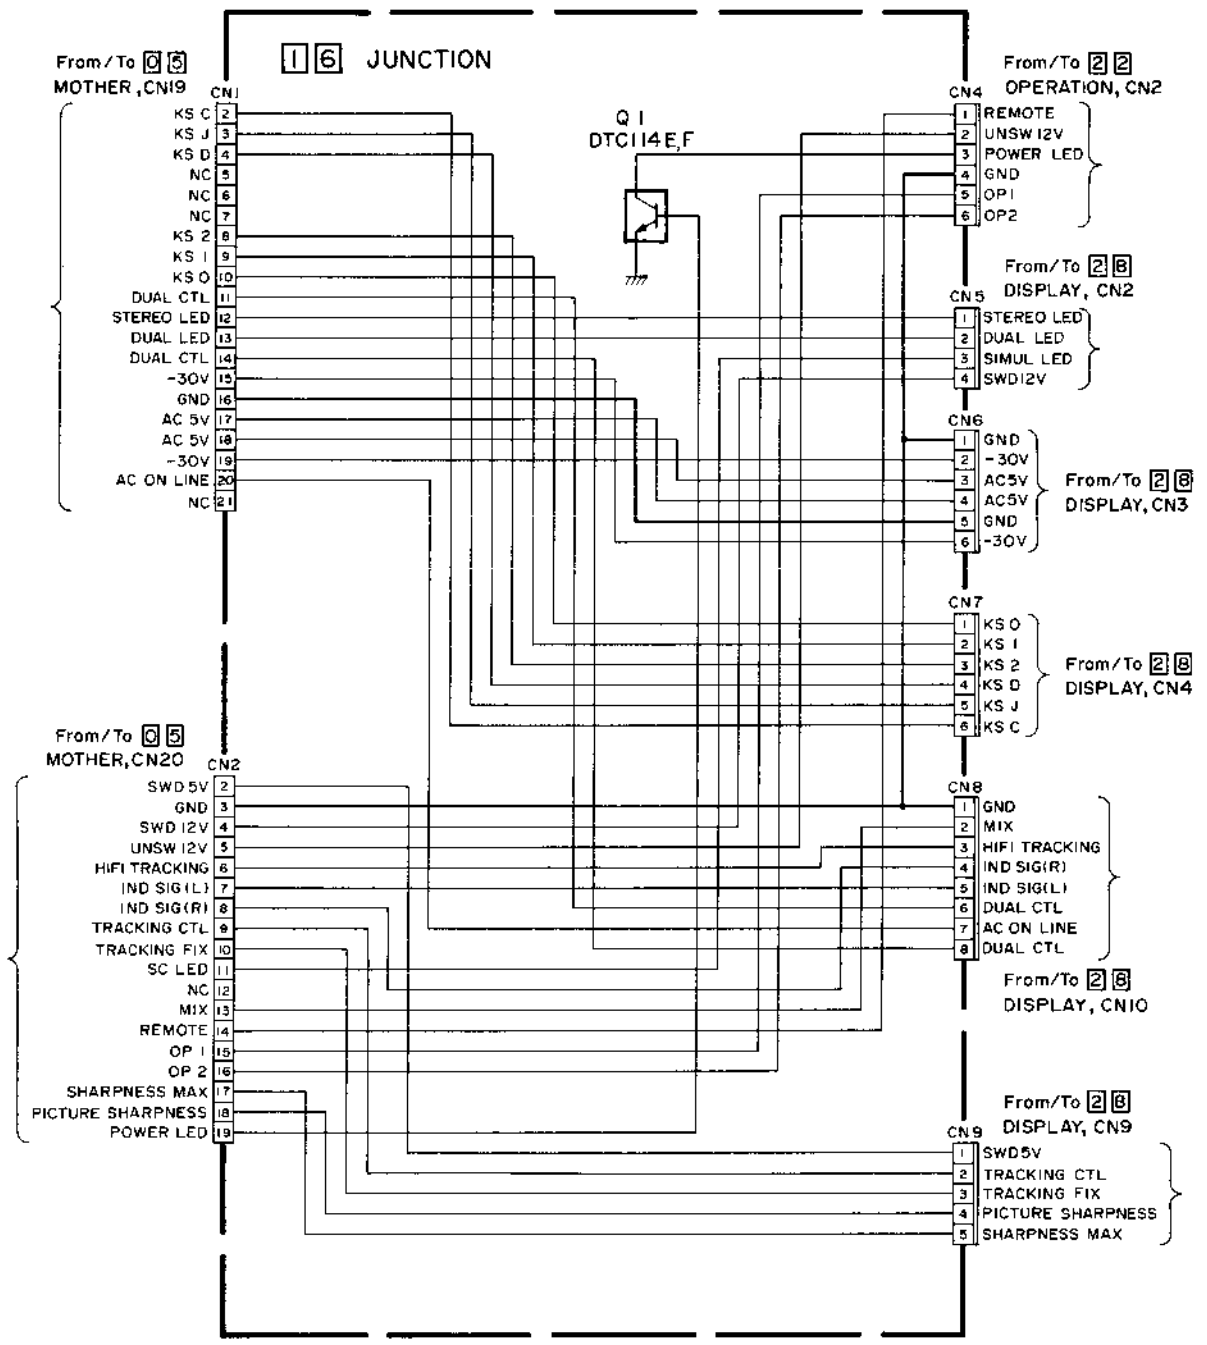 16 JUNCTION
From/To 05
MOTHER, CN19
CN1
KS C 2
KS J 3
KS D 4
NC 5
NC 6
NC 7
KS 2 8
KS 1 9
KS 0 10
DUAL CTL 11
STEREO LED 12
DUAL LED 13
DUAL CTL 14
-30V 15
GND 16
AC 5V 17
AC 5V 18
-30V 19
AC ON LINE 20
NC 21
From/To 05
MOTHER, CN20
CN2
SWD 5V 2
GND 3
SWD 12V 4
UNSW 12V 5
HIFI TRACKING 6
IND SIG(L) 7
IND SIG(R) 8
TRACKING CTL 9
TRACKING FIX 10
SC LED 11
NC 12
MIX 13
REMOTE 14
OP 1 15
OP 2 16
SHARPNESS MAX 17
PICTURE SHARPNESS 18
POWER LED 19
Q1
DTC114E,F
From/To 22
OPERATION, CN2
CN4
1 REMOTE
2 UNSW 12V
3 POWER LED
4 GND
5 OP1
6 OP2
From/To 28
DISPLAY, CN2
CN5
1 STEREO LED
2 DUAL LED
3 SIMUL LED
4 SWD12V
CN6
1 GND
2 -30V
3 AC5V
4 AC5V
5 GND
6 -30V
From/To 28
DISPLAY, CN3
CN7
1 KS 0
2 KS 1
3 KS 2
4 KS D
5 KS J
6 KS C
From/To 28
DISPLAY, CN4
CN8
1 GND
2 MIX
3 HIFI TRACKING
4 IND SIG(R)
5 IND SIG(L)
6 DUAL CTL
7 AC ON LINE
8 DUAL CTL
From/To 28
DISPLAY, CN10
From/To 28
DISPLAY, CN9
CN9
1 SWD5V
2 TRACKING CTL
3 TRACKING FIX
4 PICTURE SHARPNESS
5 SHARPNESS MAX